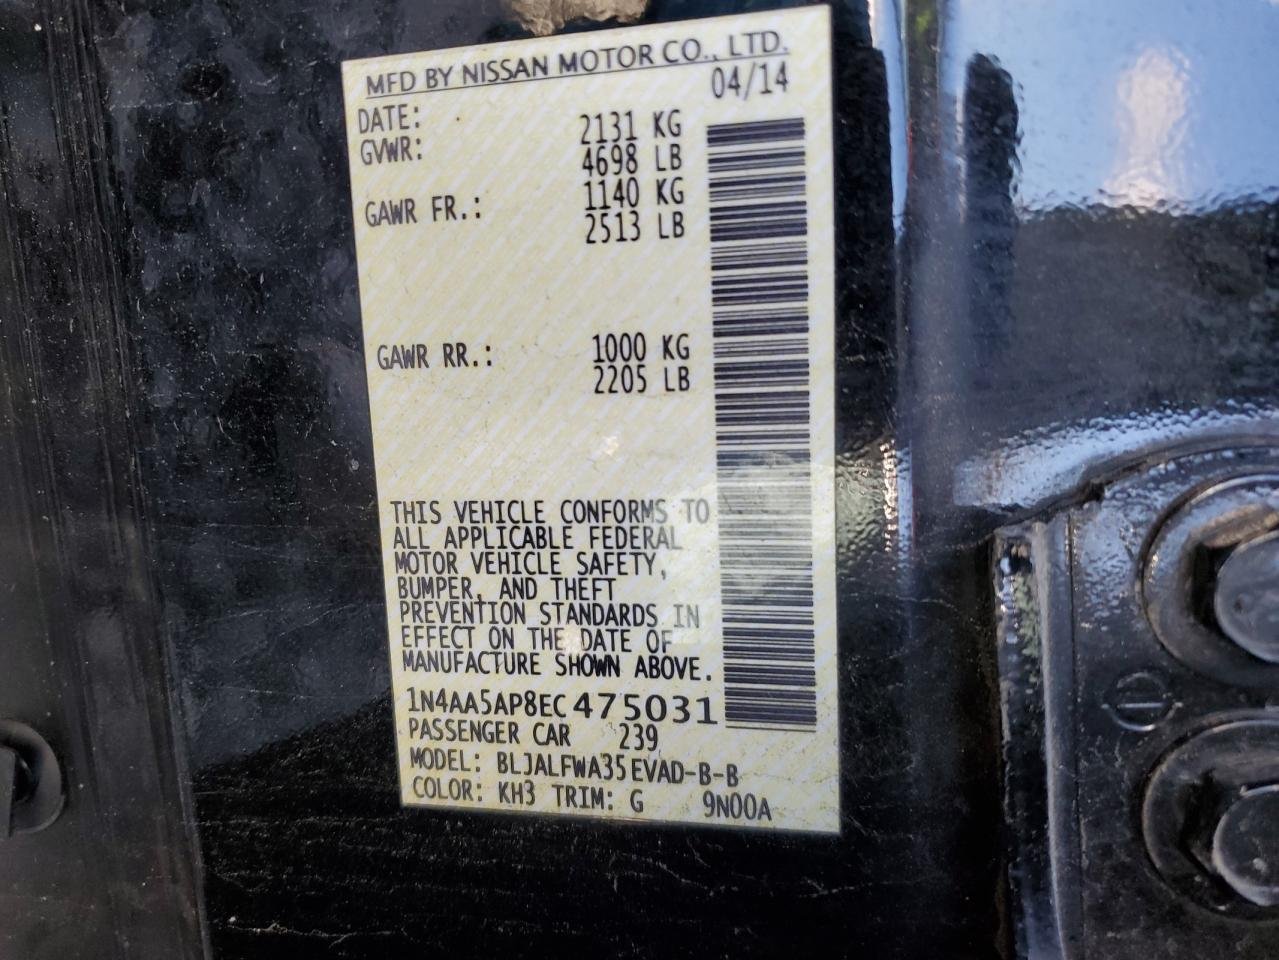 MFD BY NISSAN MOTOR CO., LTD.
DATE: 04/14
GVWR: 2131 KG
4698 LB
GAWR FR.: 1140 KG
2513 LB
GAWR RR.: 1000 KG
2205 LB
THIS VEHICLE CONFORMS TO
ALL APPLICABLE FEDERAL
MOTOR VEHICLE SAFETY,
BUMPER, AND THEFT
PREVENTION STANDARDS IN
EFFECT ON THE DATE OF
MANUFACTURE SHOWN ABOVE.
1N4AA5AP8EC475031
PASSENGER CAR 239
MODEL: BLJALFWA35EVAD-B-B
COLOR: KH3 TRIM: G 9N00A